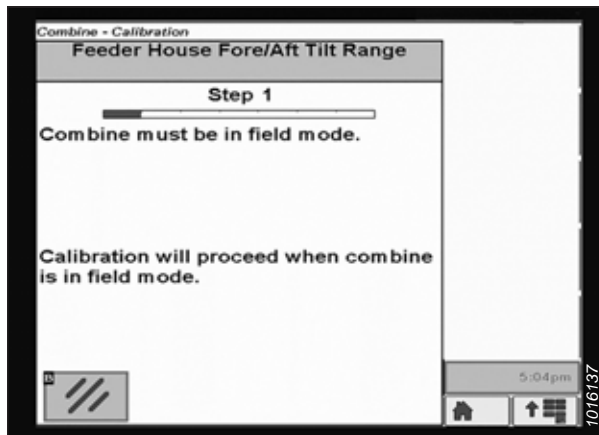 Combine - Calibration
Feeder House Fore/Aft Tilt Range
Step 1
Combine must be in field mode.
Calibration will proceed when combine
is in field mode.
5:04pm
1016137